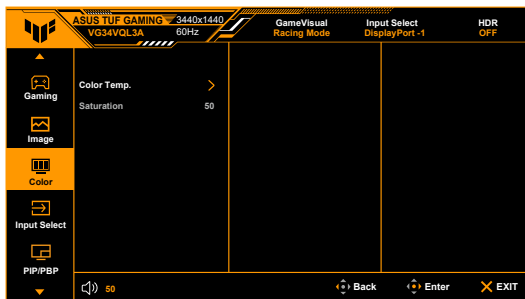 ASUS TUF GAMING 3440x1440
VG34VQL3A 60Hz
GameVisual
Racing Mode
Input Select
DisplayPort -1
HDR
OFF
Gaming
Image
Color
Input Select
PIP/PBP
Color Temp.
Saturation 50
50
Back
Enter
EXIT